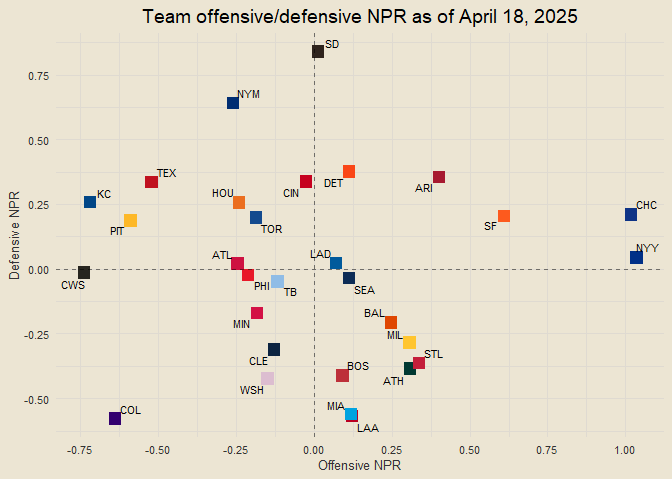 Team offensive/defensive NPR as of April 18, 2025
SD
0.75
NYM
0.50
TEX
DET
ARI
KC
HOU
CIN
CHC
0.25
PIT
TOR
SF
NYY
ATL
LAD
0.00
CWS
PHI
TB
SEA
Defensive NPR
MIN
BAL
MIL
-0.25
CLE
STL
BOS
ATH
WSH
-0.50
COL
MIA
LAA
-0.75 -0.50 -0.25 0.00 0.25 0.50 0.75 1.00
Offensive NPR